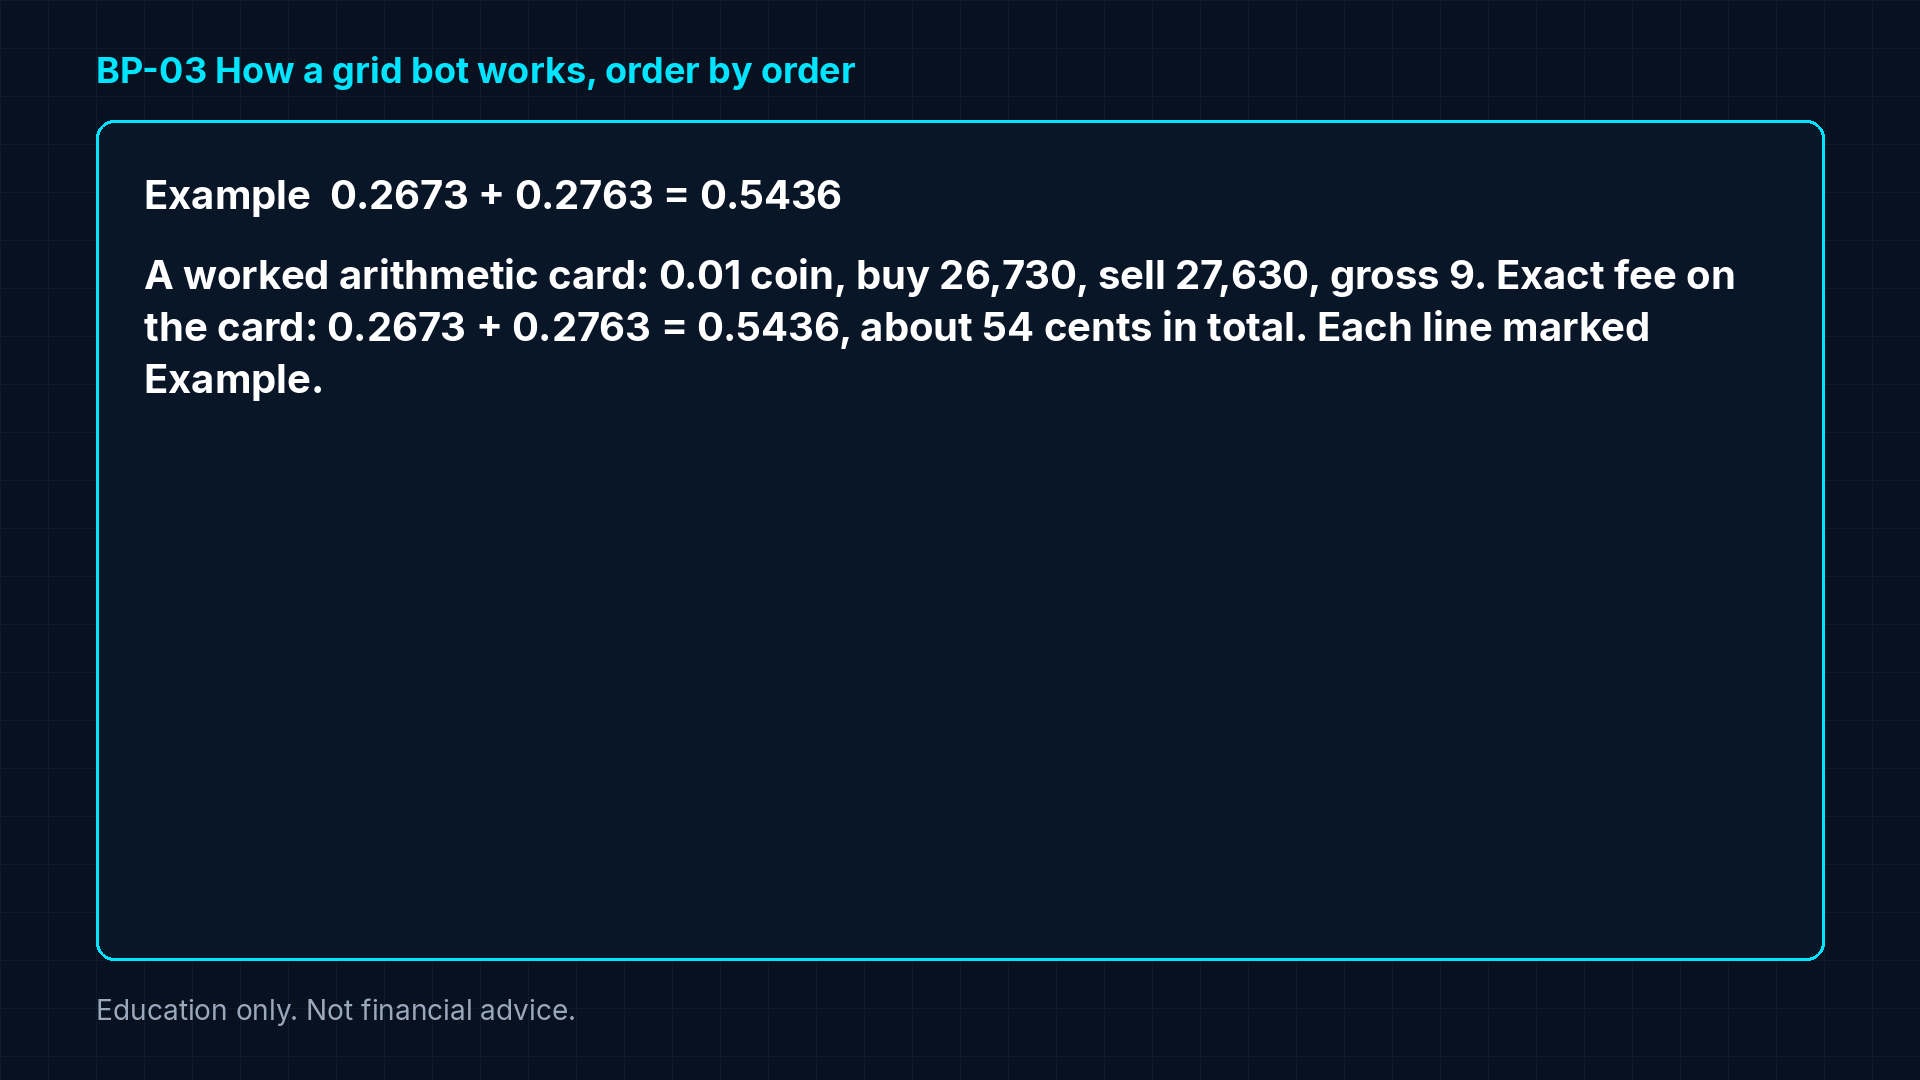 BP-03 How a grid bot works, order by order
Example 0.2673 + 0.2763 = 0.5436
A worked arithmetic card: 0.01 coin, buy 26,730, sell 27,630, gross 9. Exact fee on
the card: 0.2673 + 0.2763 = 0.5436, about 54 cents in total. Each line marked
Example.
Education only. Not financial advice.